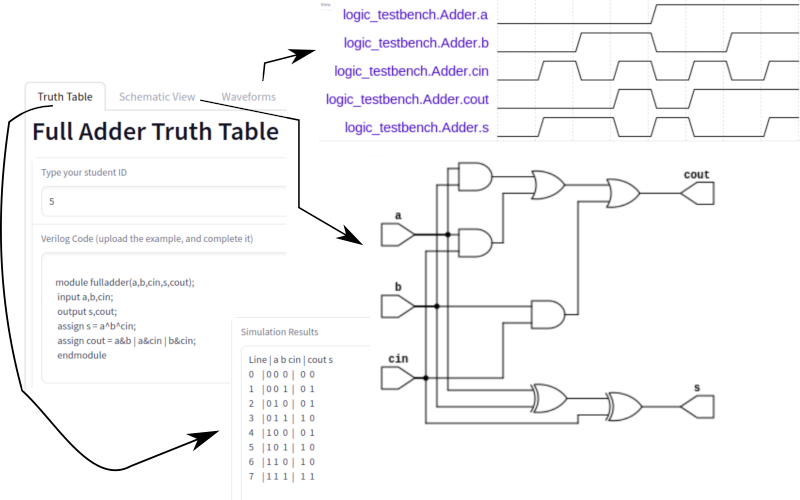 View
logic_testbench.Adder.a
logic_testbench.Adder.b
logic_testbench.Adder.cin
logic_testbench.Adder.cout
logic_testbench.Adder.s
Truth Table
Schematic View
Waveforms
Full Adder Truth Table
Type your student ID
5
Verilog Code (upload the example, and complete it)
module fulladder(a,b,cin,s,cout);
input a,b,cin;
output s,cout;
assign s = a^b^cin;
assign cout = a&b | a&cin | b&cin;
endmodule
Simulation Results
Line | a b cin | cout s
0 | 0 0 0 | 0 0
1 | 0 0 1 | 0 1
2 | 0 1 0 | 0 1
3 | 0 1 1 | 1 0
4 | 1 0 0 | 0 1
5 | 1 0 1 | 1 0
6 | 1 1 0 | 1 0
7 | 1 1 1 | 1 1
a
b
cin
cout
s